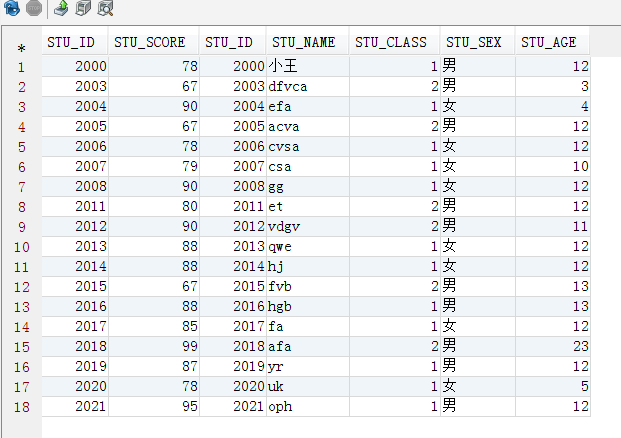 * STU_ID STU_SCORE STU_ID STU_NAME STU_CLASS STU_SEX STU_AGE
1 2000 78 2000 小王 1 男 12
2 2003 67 2003 dfvca 2 男 3
3 2004 90 2004 efa 1 女 4
4 2005 67 2005 acva 2 男 12
5 2006 78 2006 cvsa 1 女 12
6 2007 79 2007 csa 1 女 10
7 2008 90 2008 gg 1 女 12
8 2011 80 2011 et 2 男 12
9 2012 90 2012 vdgv 2 男 11
10 2013 88 2013 qwe 1 女 12
11 2014 88 2014 hj 1 女 12
12 2015 67 2015 fvb 2 男 13
13 2016 88 2016 hgb 1 男 13
14 2017 85 2017 fa 1 女 12
15 2018 99 2018 afa 2 男 23
16 2019 87 2019 yr 1 男 12
17 2020 78 2020 uk 1 女 5
18 2021 95 2021 oph 1 男 12